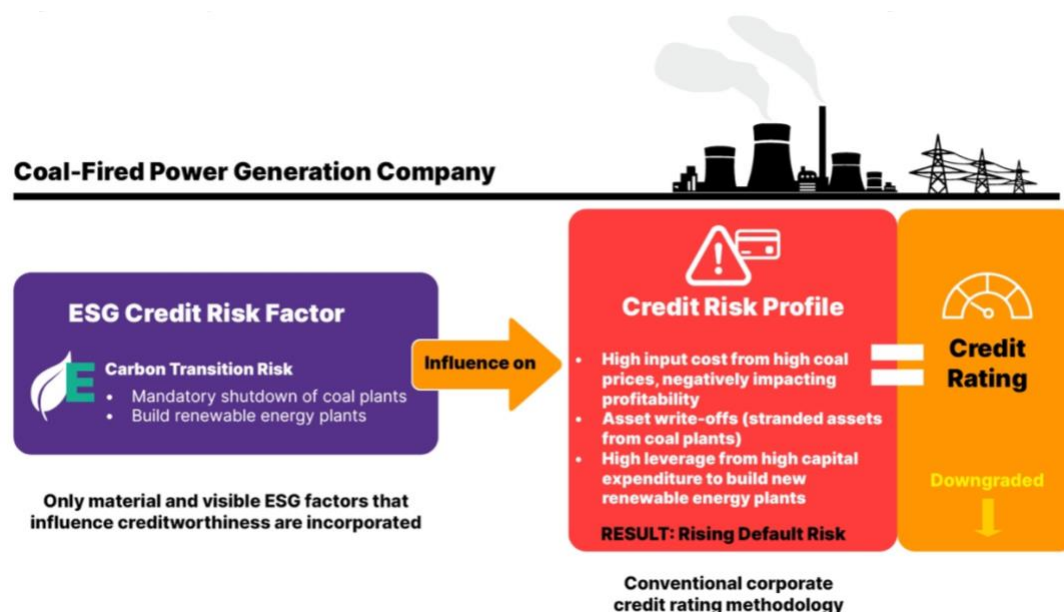 Coal-Fired Power Generation Company
ESG Credit Risk Factor
E
Carbon Transition Risk
• Mandatory shutdown of coal plants
• Build renewable energy plants
Only material and visible ESG factors that
influence creditworthiness are incorporated
Influence on
Credit Risk Profile
• High input cost from high coal
prices, negatively impacting
profitability
• Asset write-offs (stranded assets
from coal plants)
• High leverage from high capital
expenditure to build new
renewable energy plants
RESULT: Rising Default Risk
Conventional corporate
credit rating methodology
=
Credit
Rating
Downgraded